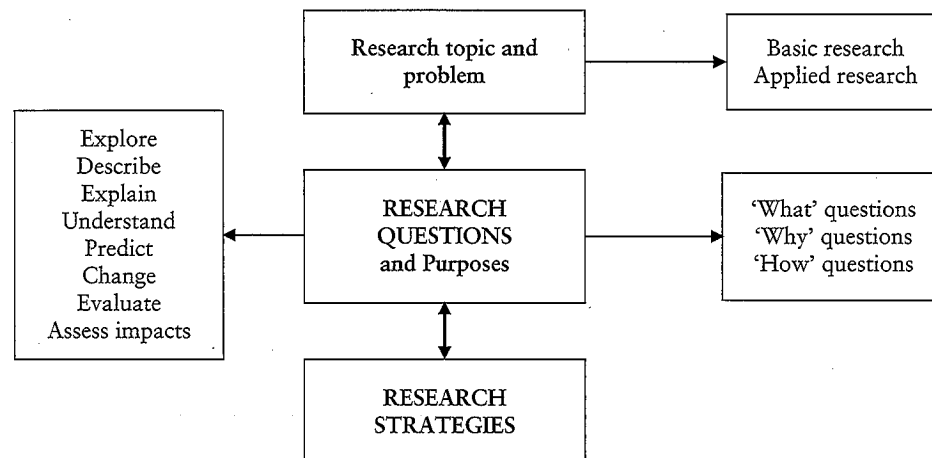 Research topic and
problem
Basic research
Applied research
Explore
Describe
Explain
Understand
Predict
Change
Evaluate
Assess impacts
RESEARCH
QUESTIONS
and Purposes
‘What’ questions
‘Why’ questions
‘How’ questions
RESEARCH
STRATEGIES